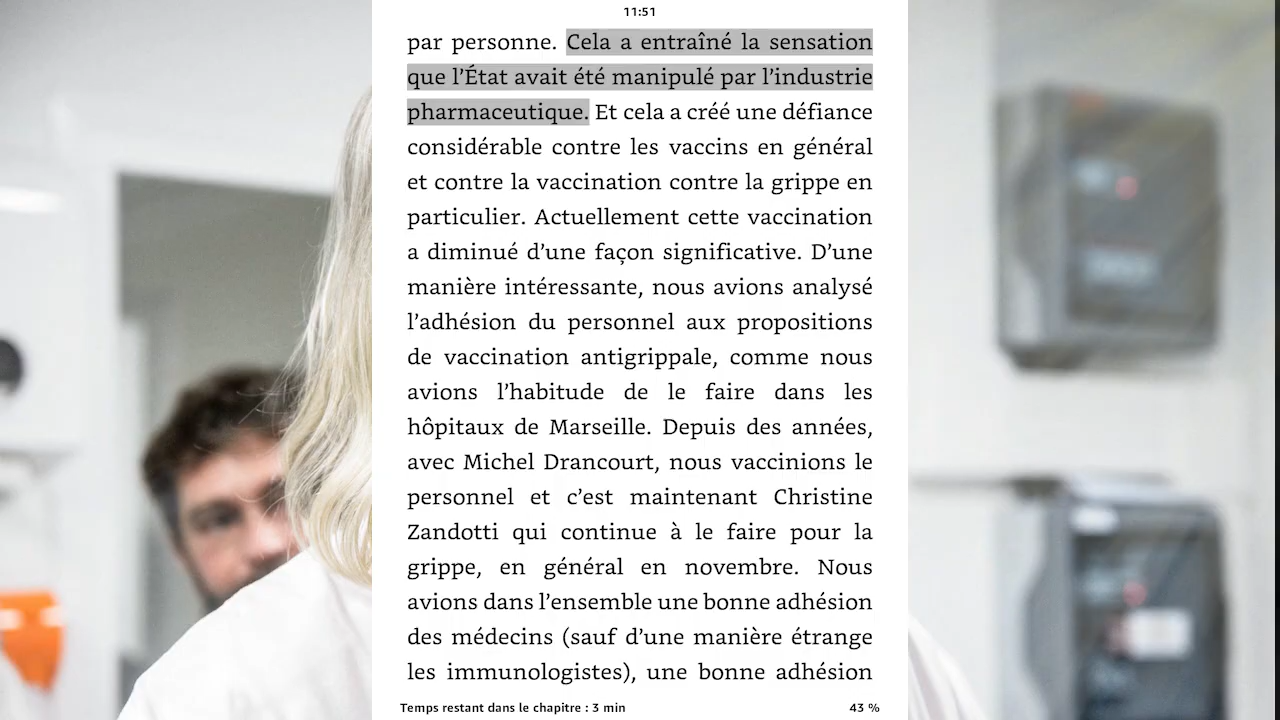 11:51
par personne. Cela a entraîné la sensation
que l’État avait été manipulé par l’industrie
pharmaceutique. Et cela a créé une défiance
considérable contre les vaccins en général
et contre la vaccination contre la grippe en
particulier. Actuellement cette vaccination
a diminué d’une façon significative. D’une
manière intéressante, nous avions analysé
l’adhésion du personnel aux propositions
de vaccination antigrippale, comme nous
avions l’habitude de le faire dans les
hôpitaux de Marseille. Depuis des années,
avec Michel Drancourt, nous vaccinions le
personnel et c’est maintenant Christine
Zandotti qui continue à le faire pour la
grippe, en général en novembre. Nous
avions dans l’ensemble une bonne adhésion
des médecins (sauf d’une manière étrange
les immunologistes), une bonne adhésion
Temps restant dans le chapitre : 3 min
43 %